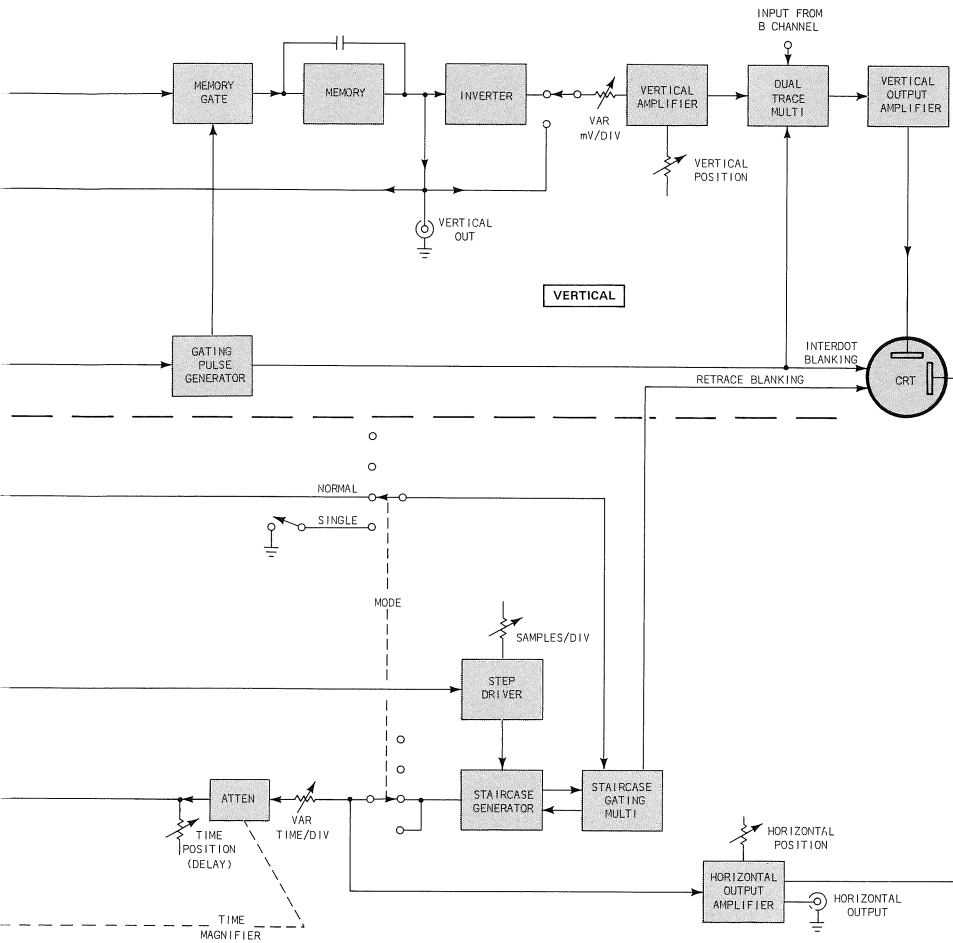 INPUT FROM
B CHANNEL
MEMORY
GATE
MEMORY
INVERTER
VAR
mV/DIV
VERTICAL
AMPLIFIER
DUAL
TRACE
MULTI
VERTICAL
OUTPUT
AMPLIFIER
VERTICAL
POSITION
VERTICAL
OUT
VERTICAL
GATING
PULSE
GENERATOR
INTERDOT
BLANKING
RETRACE BLANKING
CRT
NORMAL
SINGLE
MODE
SAMPLES/DIV
STEP
DRIVER
ATTEN
VAR
TIME/DIV
TIME
POSITION
(DELAY)
STAIRCASE
GENERATOR
STAIRCASE
GATING
MULTI
HORIZONTAL
POSITION
HORIZONTAL
OUTPUT
AMPLIFIER
HORIZONTAL
OUTPUT
TIME
MAGNIFIER